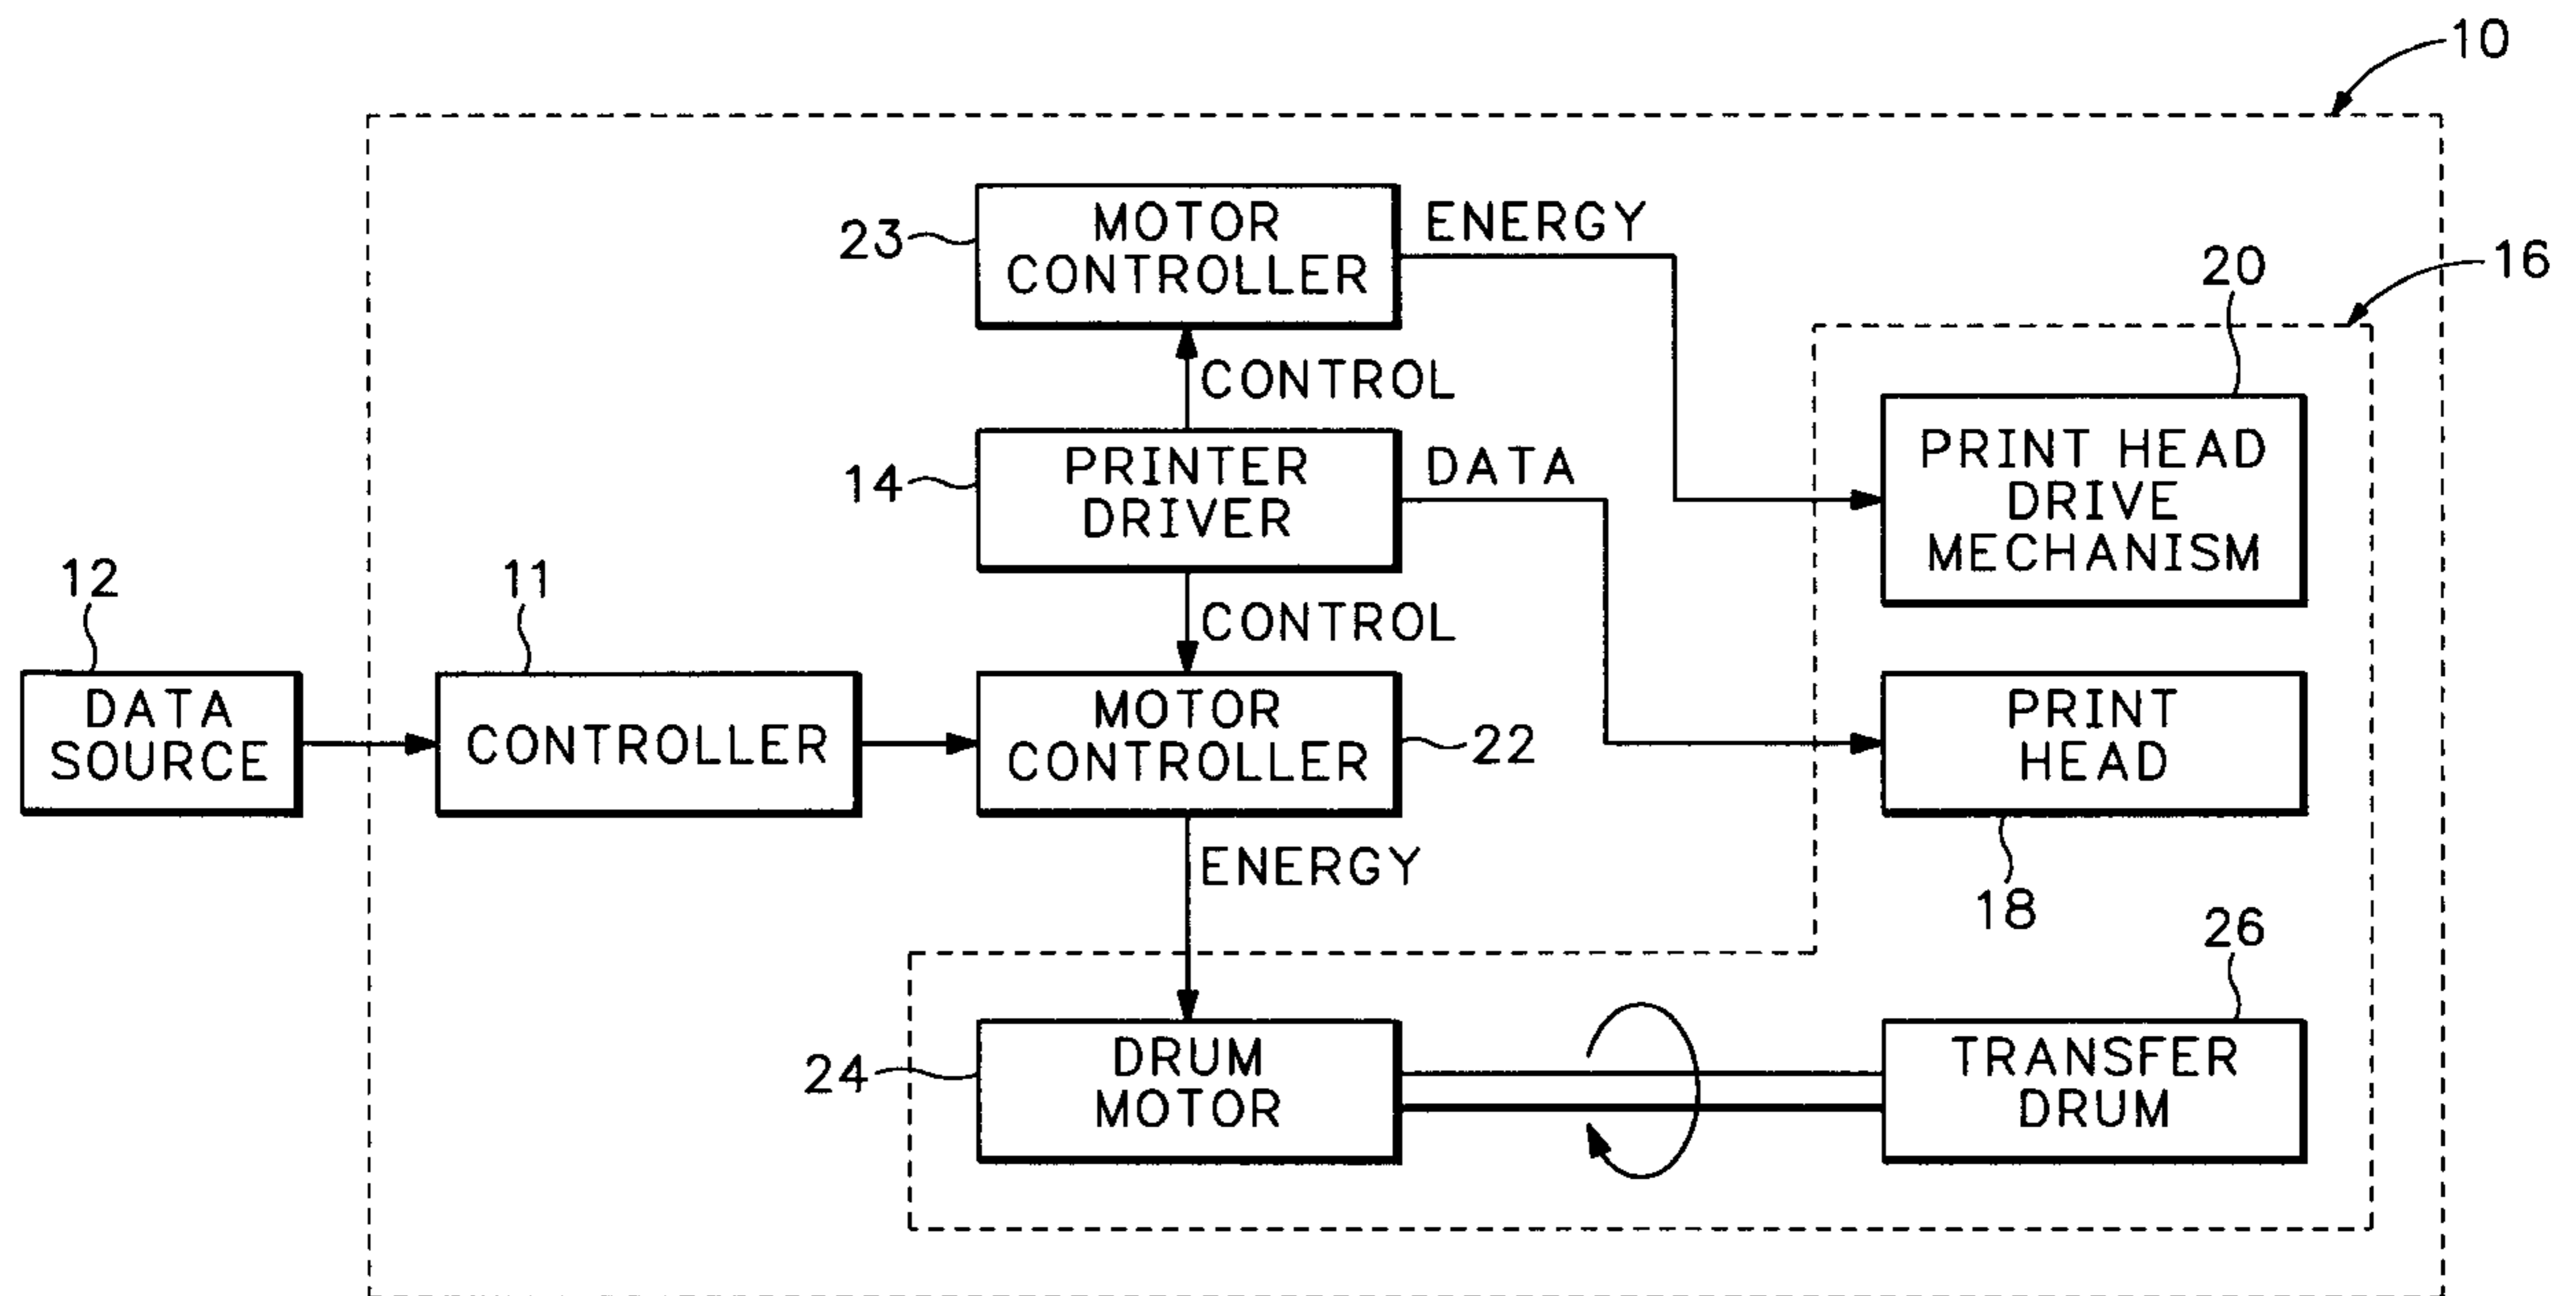 10
MOTOR
CONTROLLER
23
ENERGY
20
16
CONTROL
PRINTER
DRIVER
14
DATA
PRINT HEAD
DRIVE
MECHANISM
12
11
CONTROL
DATA
SOURCE
CONTROLLER
MOTOR
CONTROLLER
22
PRINT
HEAD
ENERGY
18
26
24
DRUM
MOTOR
TRANSFER
DRUM